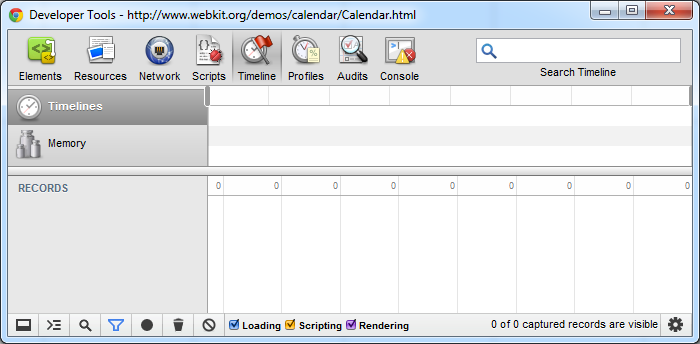 Developer Tools - http://www.webkit.org/demos/calendar/Calendar.html
Elements Resources Network Scripts Timeline Profiles Audits Console
Search Timeline
Timelines
Memory
RECORDS
0 0 0 0 0 0 0 0 0
Loading Scripting Rendering
0 of 0 captured records are visible